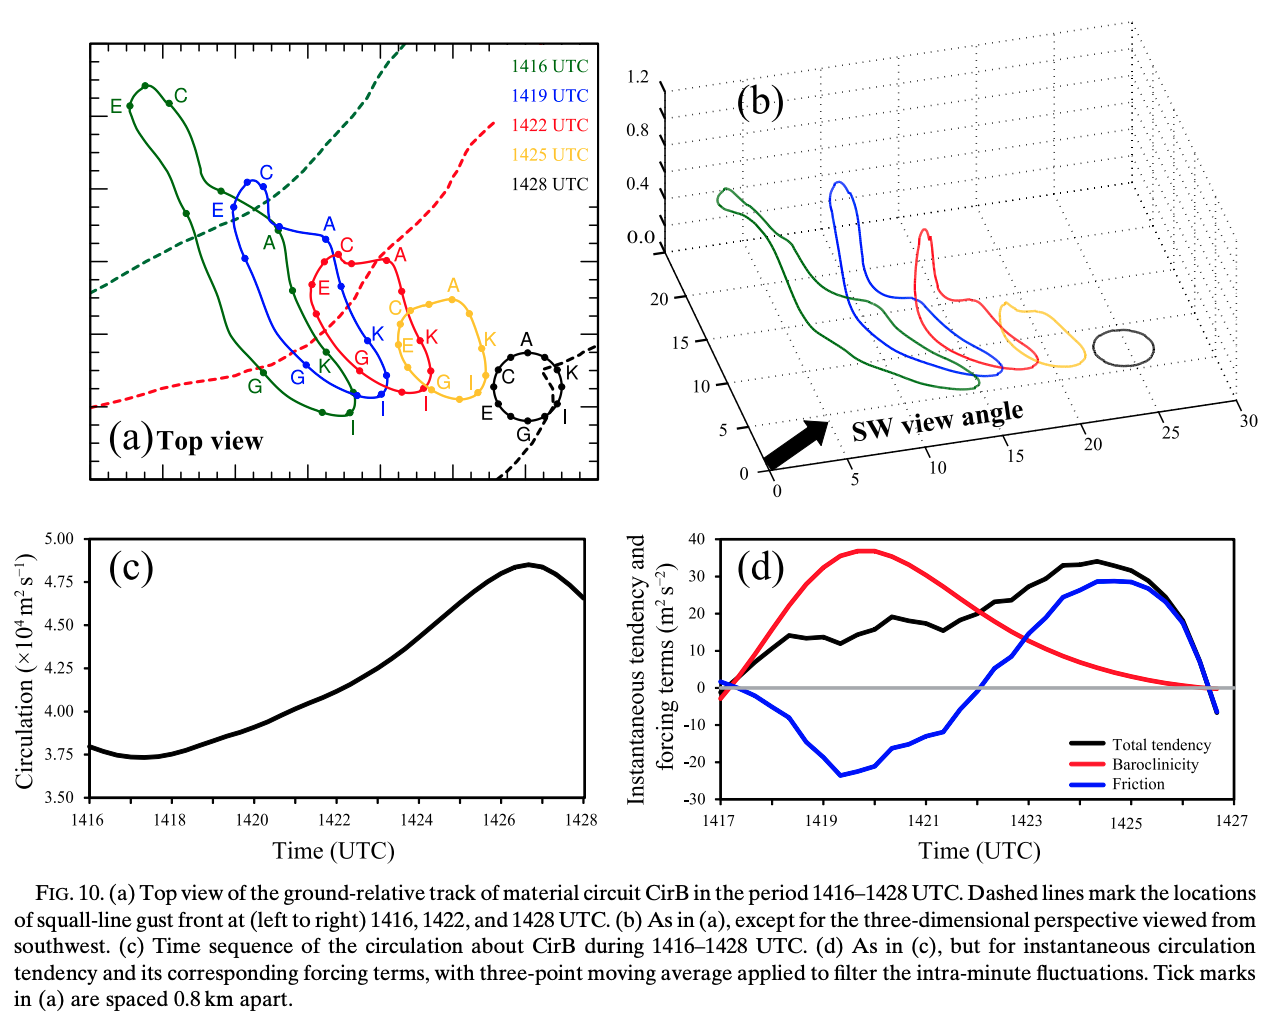 1416 UTC
1419 UTC
1422 UTC
1425 UTC
1428 UTC
E
C
A
G
K
I
E
C
A
G
K
I
E
C
A
G
K
I
E
C
A
G
K
I
E
C
A
G
K
I
(a) Top view
(b)
1.2
0.8
0.4
0.0
20
15
10
5
0
0
5
10
15
20
25
30
SW view angle
(c)
5.00
4.75
4.50
4.25
4.00
3.75
3.50
Circulation (×10⁴ m² s⁻¹)
1416 1418 1420 1422 1424 1426 1428
Time (UTC)
(d)
40
30
20
10
0
-10
-20
-30
Instantaneous tendency and
forcing terms (m² s⁻²)
Total tendency
Baroclinicity
Friction
1417 1419 1421 1423 1425 1427
Time (UTC)
FIG. 10. (a) Top view of the ground-relative track of material circuit CirB in the period 1416–1428 UTC. Dashed lines mark the locations
of squall-line gust front at (left to right) 1416, 1422, and 1428 UTC. (b) As in (a), except for the three-dimensional perspective viewed from
southwest. (c) Time sequence of the circulation about CirB during 1416–1428 UTC. (d) As in (c), but for instantaneous circulation
tendency and its corresponding forcing terms, with three-point moving average applied to filter the intra-minute fluctuations. Tick marks
in (a) are spaced 0.8 km apart.